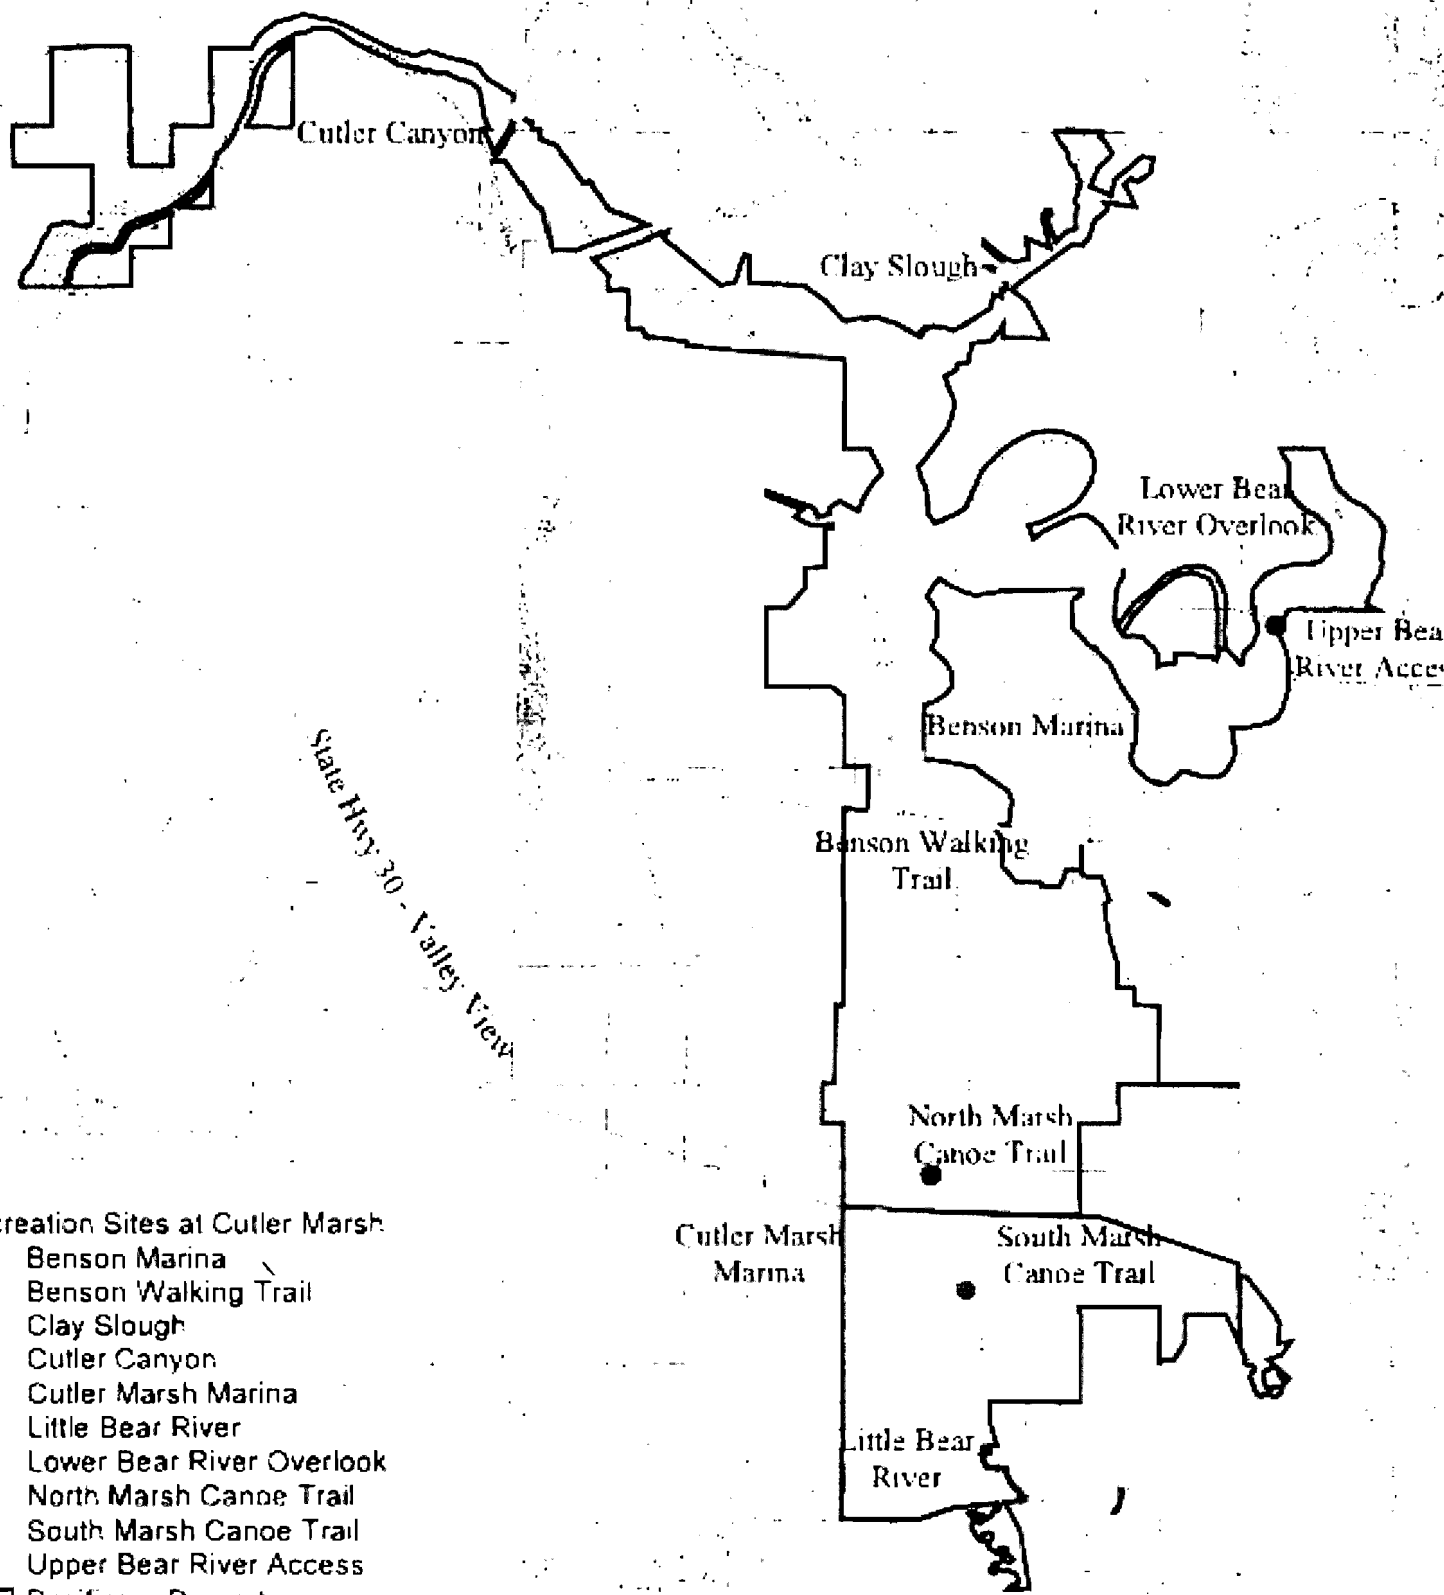 Cutler Canyon
Clay Slough
Lower Bear
River Overlook
Upper Bea
River Acces
Benson Marina
State Hwy 30 - Valley View
Benson Walking
Trail
North Marsh
Canoe Trail
Cutler Marsh
Marina
South Marsh
Canoe Trail
Little Bear
River
creation Sites at Cutler Marsh
Benson Marina
Benson Walking Trail
Clay Slough
Cutler Canyon
Cutler Marsh Marina
Little Bear River
Lower Bear River Overlook
North Marsh Canoe Trail
South Marsh Canoe Trail
Upper Bear River Access